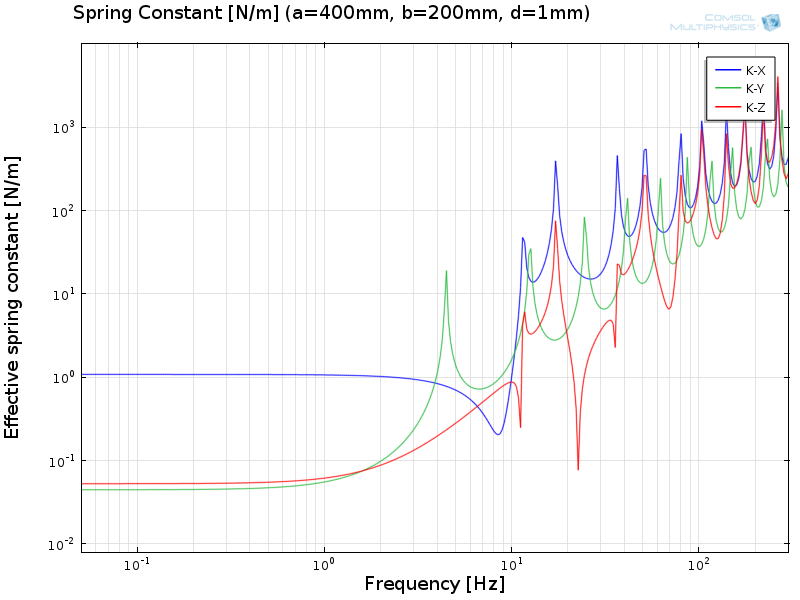 Spring Constant [N/m] (a=400mm, b=200mm, d=1mm)
COMSOL
MULTIPHYSICS
K-X
K-Y
K-Z
Effective spring constant [N/m]
10³
10²
10¹
10⁰
10⁻¹
10⁻²
10⁻¹ 10⁰ 10¹ 10²
Frequency [Hz]